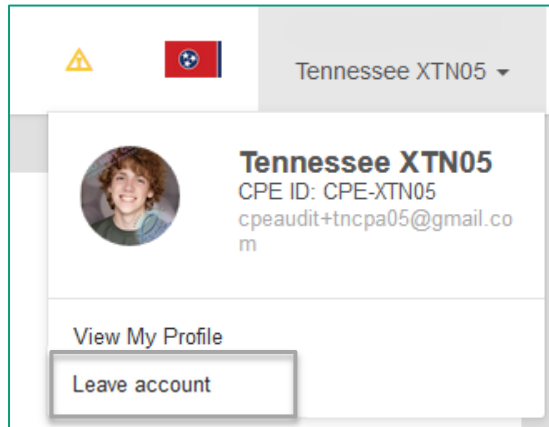 Tennessee XTN05
Tennessee XTN05
CPE ID: CPE-XTN05
cpeaudit+tncpa05@gmail.co
m
View My Profile
Leave account